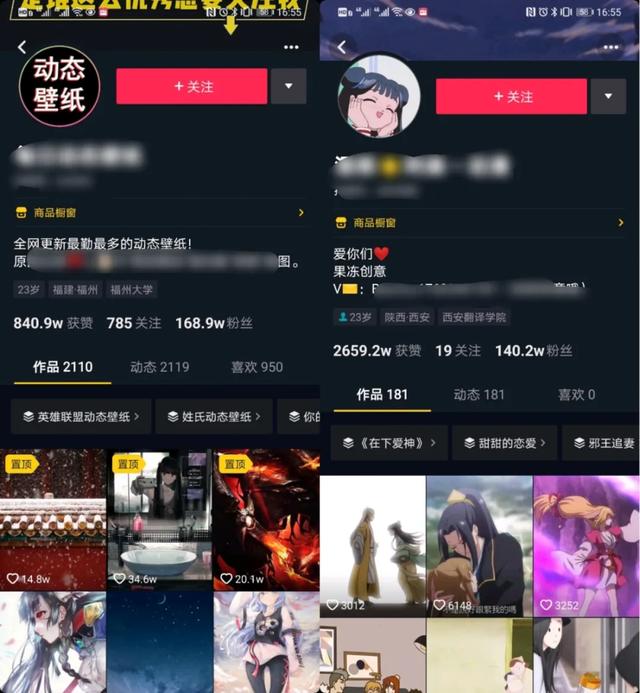 16:55
动态
壁纸
+ 关注
商品橱窗
全网更新最勤最多的动态壁纸!
原
图。
23岁 福建·福州 福州大学
840.9w 获赞 785 关注 168.9w 粉丝
作品 2110 动态 2119 喜欢 950
英雄联盟动态壁纸 姓氏动态壁纸 你的
置顶 置顶 置顶
14.8w 34.6w 20.1w
16:55
+ 关注
商品橱窗
爱你们❤️
果冻创意
V
23岁 陕西·西安 西安翻译学院
2659.2w 获赞 19 关注 140.2w 粉丝
作品 181 动态 181 喜欢 0
《在下爱神》 甜甜的恋爱 邪王追妻
3012 6148 3252